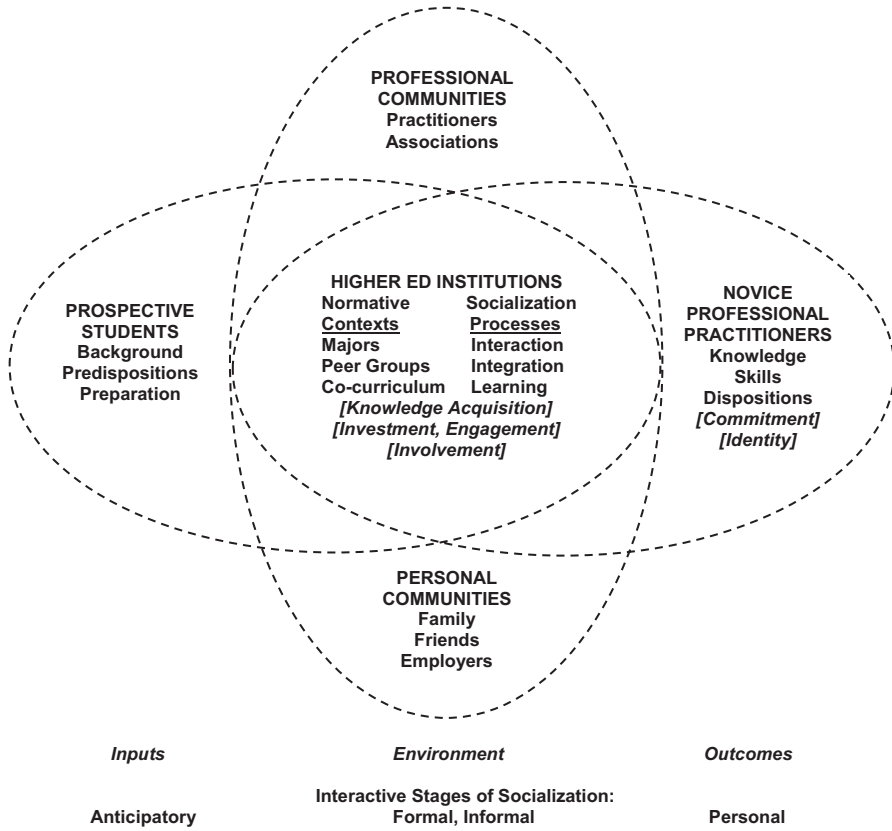 PROFESSIONAL
COMMUNITIES
Practitioners
Associations
PROSPECTIVE
STUDENTS
Background
Predispositions
Preparation
HIGHER ED INSTITUTIONS
Normative Socialization
Contexts Processes
Majors Interaction
Peer Groups Integration
Co-curriculum Learning
[Knowledge Acquisition]
[Investment, Engagement]
[Involvement]
NOVICE
PROFESSIONAL
PRACTITIONERS
Knowledge
Skills
Dispositions
[Commitment]
[Identity]
PERSONAL
COMMUNITIES
Family
Friends
Employers
Inputs Environment Outcomes
Interactive Stages of Socialization:
Anticipatory Formal, Informal Personal